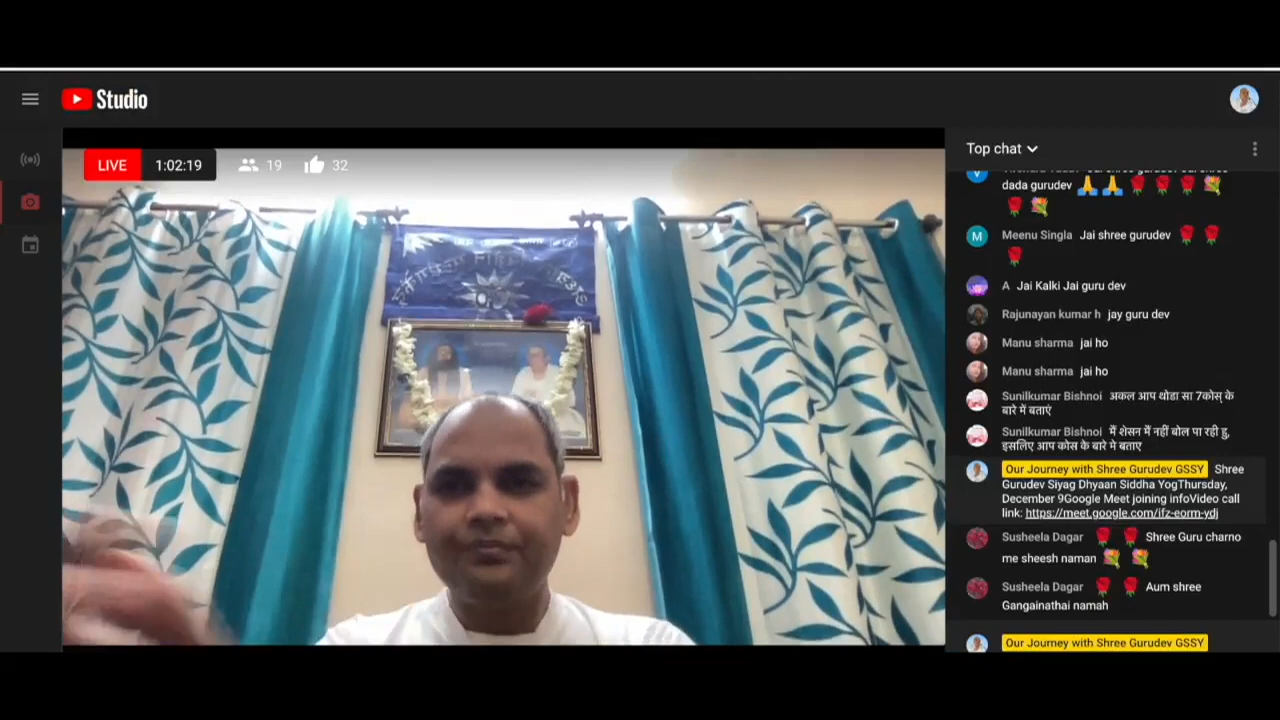 Studio
LIVE 1:02:19 19 32
Top chat
dada gurudev
Meenu Singla Jai shree gurudev
A Jai Kalki Jai guru dev
Rajunayan kumar h jay guru dev
Manu sharma jai ho
Manu sharma jai ho
Sunilkumar Bishnoi अकल आप थोडा सा 7कोस् के
बारे में बताएं
Sunilkumar Bishnoi मैं शेसन मैं नहीं बोल पा रही हु,
इसलिए आप कोस के बारे मे बताए
Our Journey with Shree Gurudev GSSY Shree
Gurudev Siyag Dhyaan Siddha YogThursday,
December 9Google Meet joining infoVideo call
link: https://meet.google.com/ifz-eorm-ydj
Susheela Dagar Shree Guru charno
me sheesh naman
Susheela Dagar Aum shree
Gangainathai namah
Our Journey with Shree Gurudev GSSY